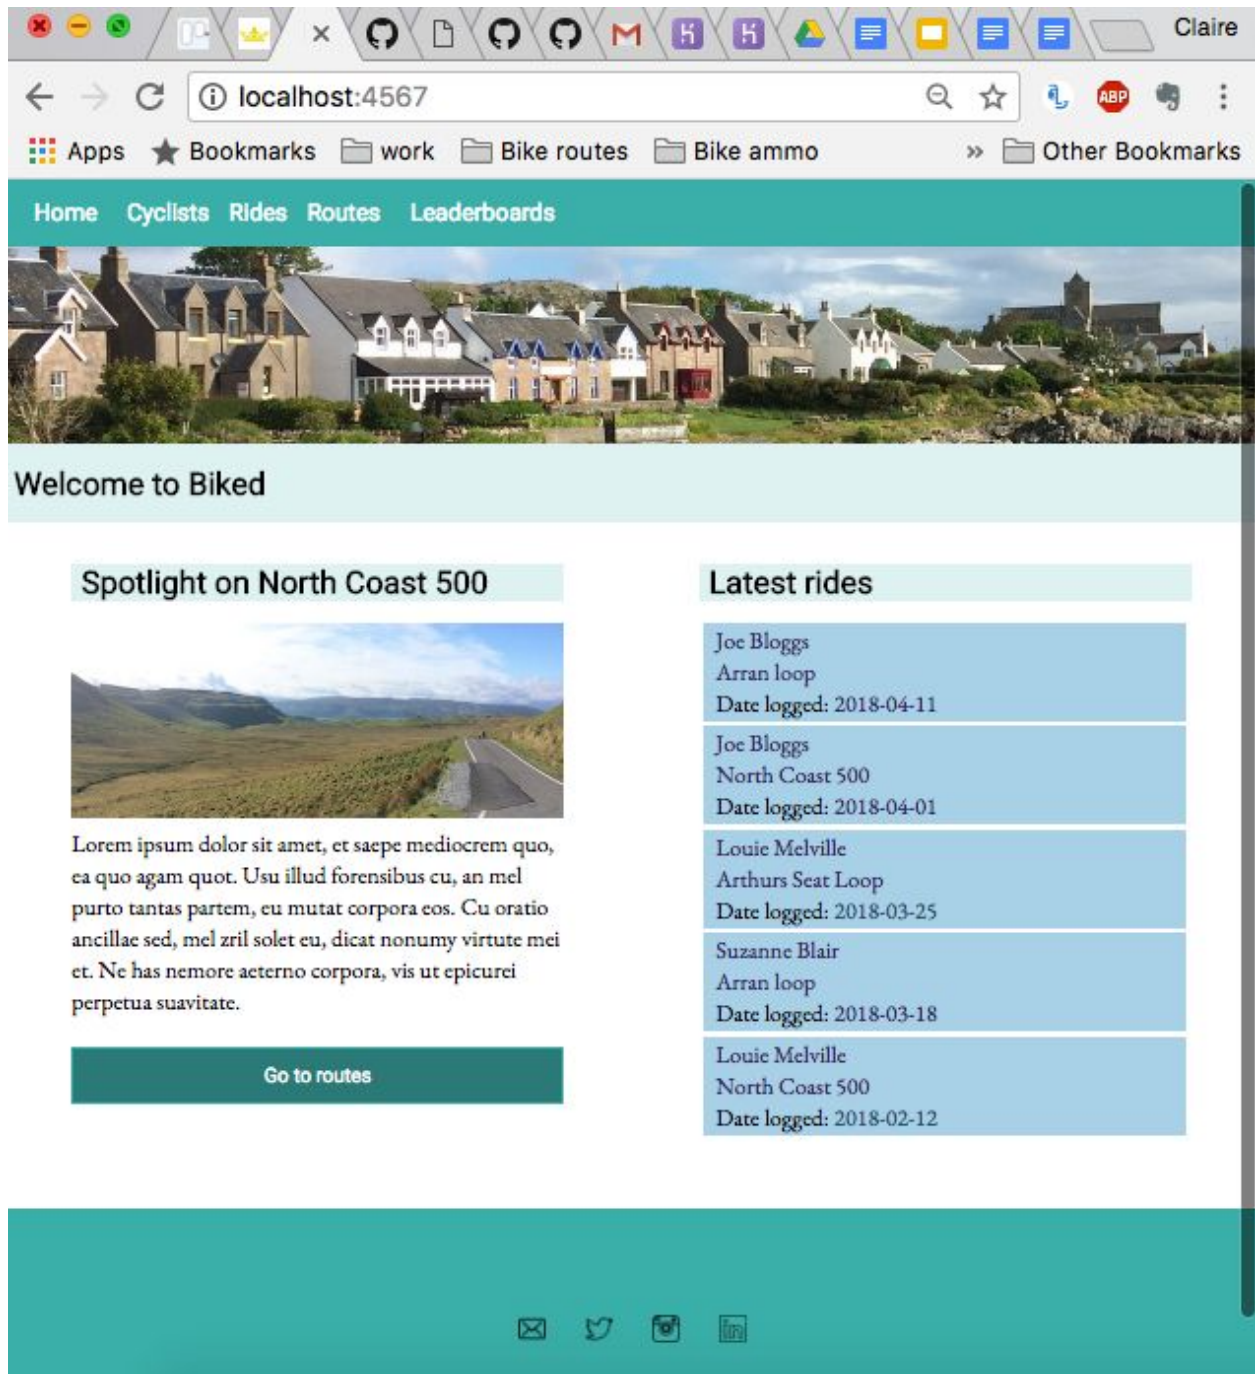 Claire
localhost:4567
ABP
Apps Bookmarks work Bike routes Bike ammo » Other Bookmarks
Home Cyclists Rides Routes Leaderboards
Welcome to Biked
Spotlight on North Coast 500
Lorem ipsum dolor sit amet, et saepe mediocrem quo,
ea quo agam quot. Usu illud forensibus cu, an mel
purto tantas partem, eu mutat corpora eos. Cu oratio
ancillae sed, mel zril solet eu, dicat nonumy virtute mei
et. Ne has nemore aeterno corpora, vis ut epicurei
perpetua suavitate.
Go to routes
Latest rides
Joe Bloggs
Arran loop
Date logged: 2018-04-11
Joe Bloggs
North Coast 500
Date logged: 2018-04-01
Louie Melville
Arthurs Seat Loop
Date logged: 2018-03-25
Suzanne Blair
Arran loop
Date logged: 2018-03-18
Louie Melville
North Coast 500
Date logged: 2018-02-12
in